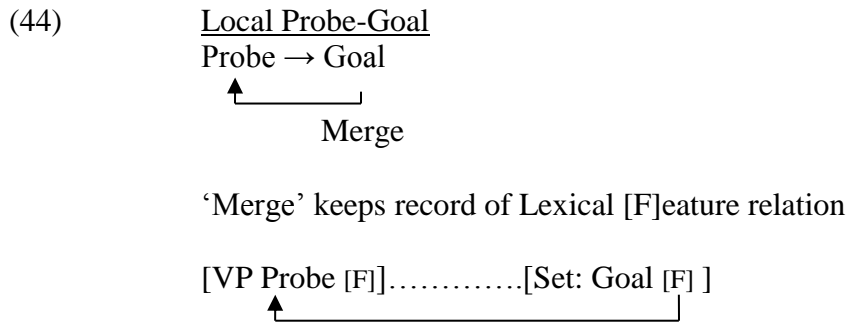 (44) Local Probe-Goal
Probe → Goal
Merge
‘Merge’ keeps record of Lexical [F]eature relation
[VP Probe [F]]………….[Set: Goal [F] ]